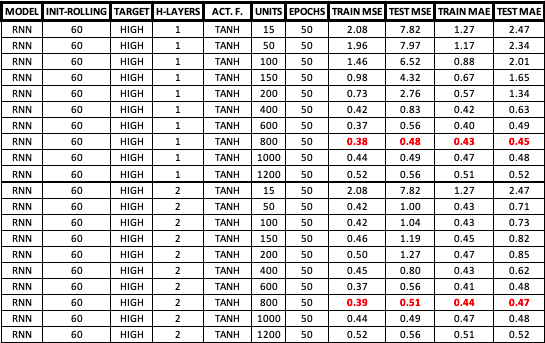 MODEL INIT-ROLLING TARGET H-LAYERS ACT. F. UNITS EPOCHS TRAIN MSE TEST MSE TRAIN MAE TEST MAE
RNN 60 HIGH 1 TANH 15 50 2.08 7.82 1.27 2.47
RNN 60 HIGH 1 TANH 50 50 1.96 7.97 1.17 2.34
RNN 60 HIGH 1 TANH 100 50 1.46 6.52 0.88 2.01
RNN 60 HIGH 1 TANH 150 50 0.98 4.32 0.67 1.65
RNN 60 HIGH 1 TANH 200 50 0.73 2.76 0.57 1.34
RNN 60 HIGH 1 TANH 400 50 0.42 0.83 0.42 0.63
RNN 60 HIGH 1 TANH 600 50 0.37 0.56 0.40 0.49
RNN 60 HIGH 1 TANH 800 50 0.38 0.48 0.43 0.45
RNN 60 HIGH 1 TANH 1000 50 0.44 0.49 0.47 0.48
RNN 60 HIGH 1 TANH 1200 50 0.52 0.56 0.51 0.52
RNN 60 HIGH 2 TANH 15 50 2.08 7.82 1.27 2.47
RNN 60 HIGH 2 TANH 50 50 0.42 1.00 0.43 0.71
RNN 60 HIGH 2 TANH 100 50 0.42 1.04 0.43 0.73
RNN 60 HIGH 2 TANH 150 50 0.46 1.19 0.45 0.82
RNN 60 HIGH 2 TANH 200 50 0.50 1.27 0.47 0.85
RNN 60 HIGH 2 TANH 400 50 0.45 0.80 0.43 0.62
RNN 60 HIGH 2 TANH 600 50 0.37 0.56 0.41 0.48
RNN 60 HIGH 2 TANH 800 50 0.39 0.51 0.44 0.47
RNN 60 HIGH 2 TANH 1000 50 0.44 0.49 0.47 0.48
RNN 60 HIGH 2 TANH 1200 50 0.52 0.56 0.51 0.52